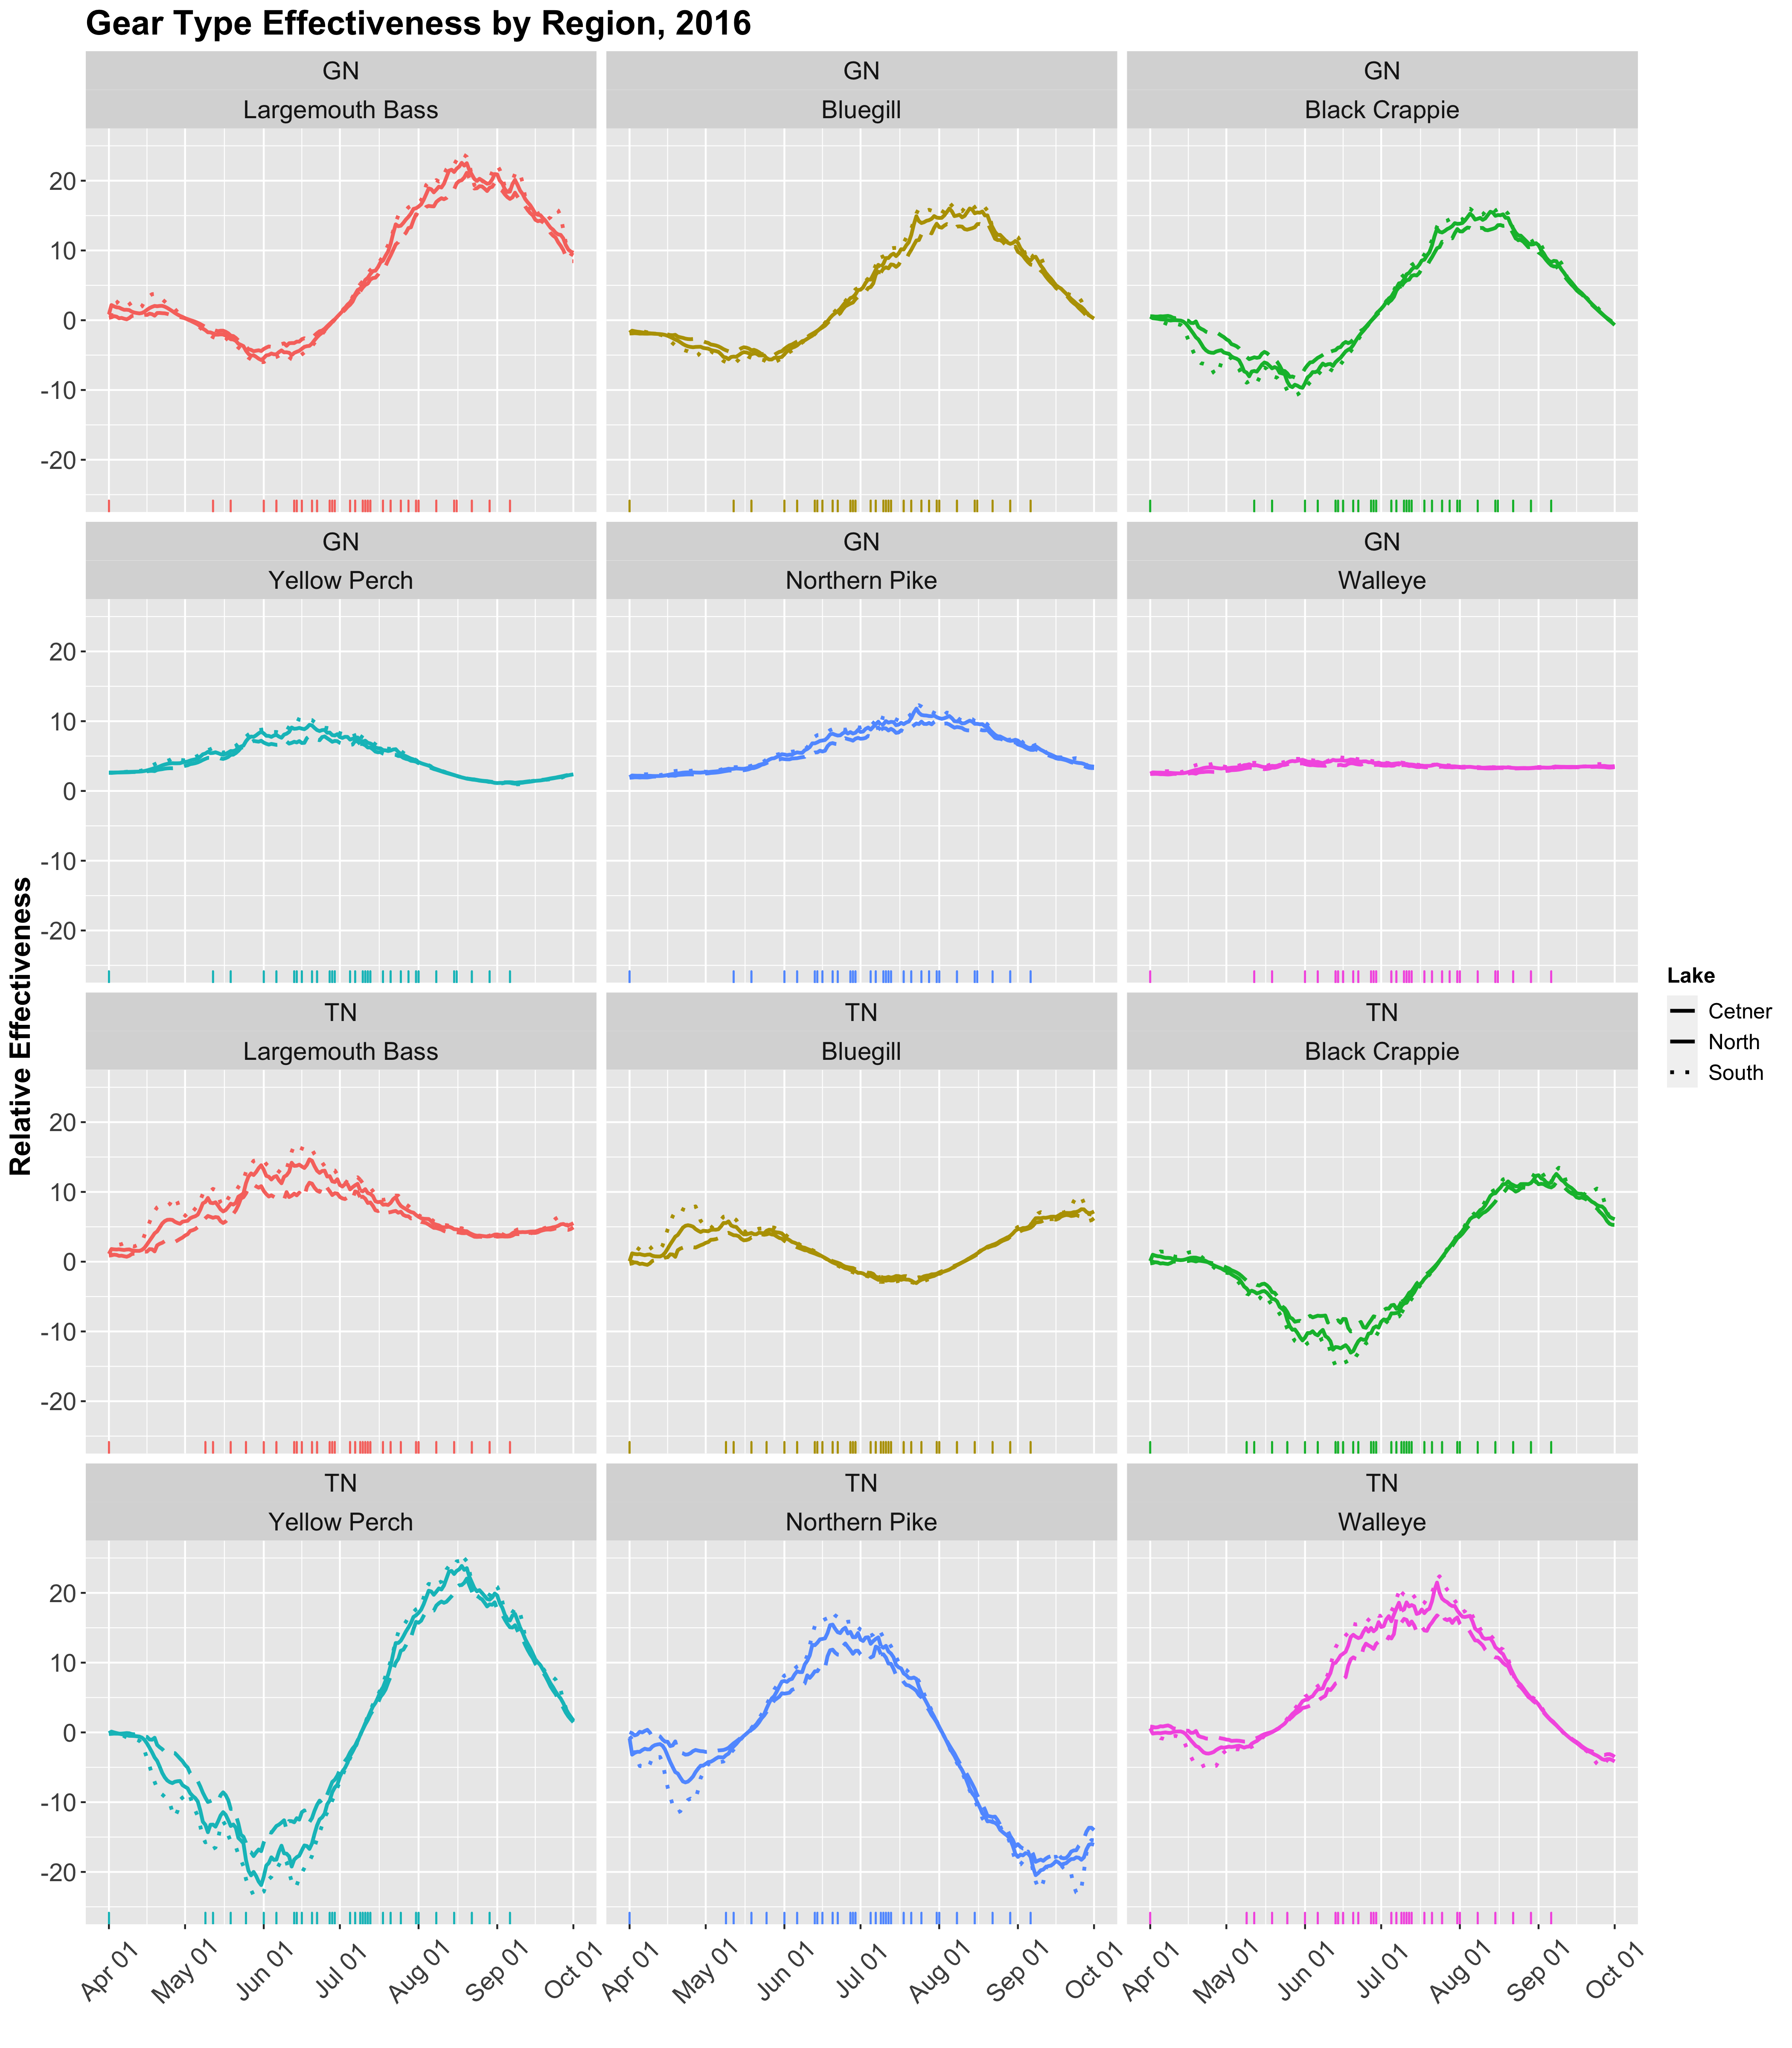 Gear Type Effectiveness by Region, 2016
GN GN GN
Largemouth Bass Bluegill Black Crappie
20
10
0
-10
-20
GN GN GN
Yellow Perch Northern Pike Walleye
20
10
0
-10
-20
Relative Effectiveness
Lake
Cetner
North
South
TN TN TN
Largemouth Bass Bluegill Black Crappie
20
10
0
-10
-20
TN TN TN
Yellow Perch Northern Pike Walleye
20
10
0
-10
-20
Apr 01 May 01 Jun 01 Jul 01 Aug 01 Sep 01 Oct 01 Apr 01 May 01 Jun 01 Jul 01 Aug 01 Sep 01 Oct 01 Apr 01 May 01 Jun 01 Jul 01 Aug 01 Sep 01 Oct 01